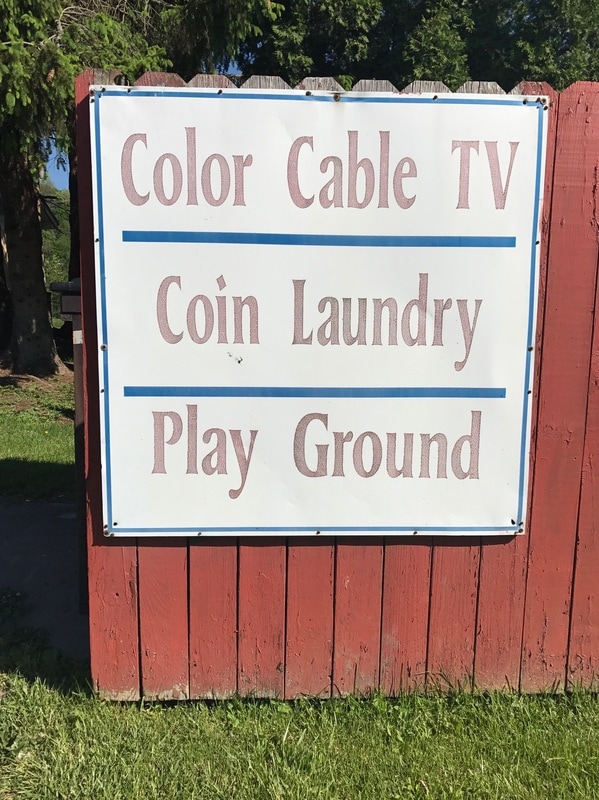 Color Cable TV
Coin Laundry
Play Ground